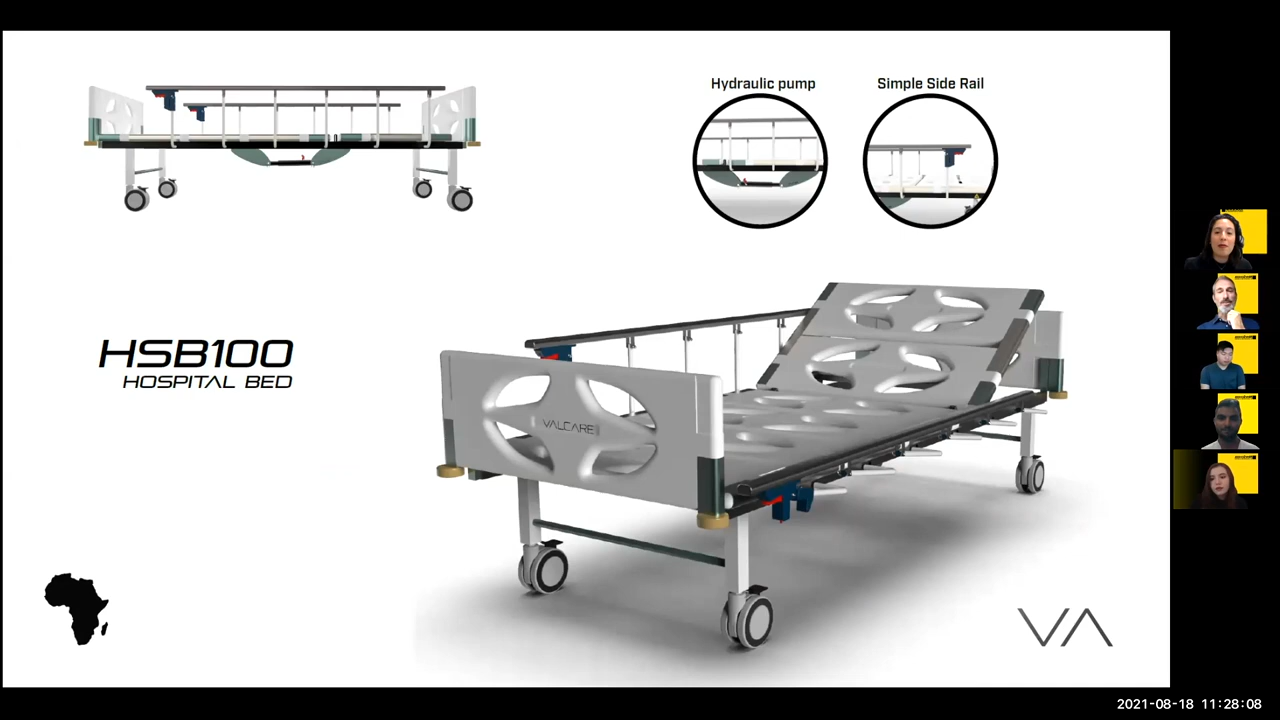 Hydraulic pump
Simple Side Rail
HSB100
HOSPITAL BED
VALCARE
VA
2021-08-18 11:28:08